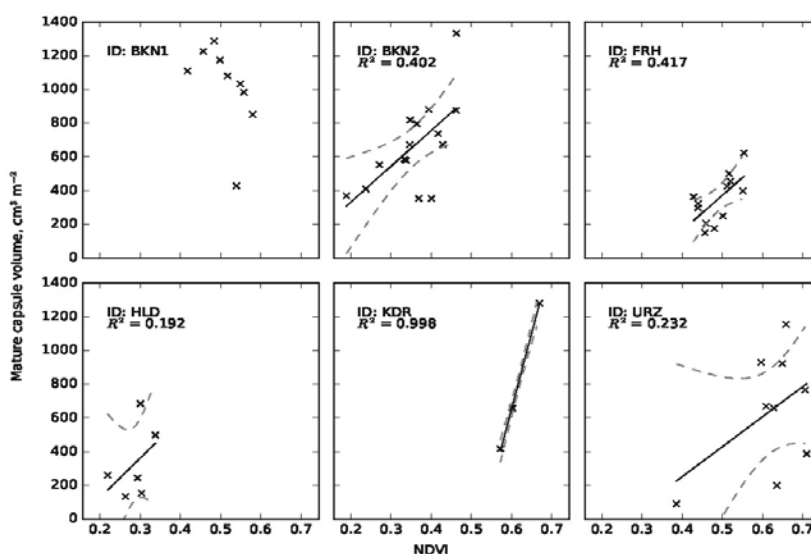 1400
1200
1000
800
600
400
200
0
ID: BKN1
ID: BKN2
R² = 0.402
ID: FRH
R² = 0.417
Mature capsule volume, cm³ m⁻²
1400
1200
1000
800
600
400
200
0
ID: HLD
R² = 0.192
ID: KDR
R² = 0.998
ID: URZ
R² = 0.232
0.2 0.3 0.4 0.5 0.6 0.7 0.2 0.3 0.4 0.5 0.6 0.7 0.2 0.3 0.4 0.5 0.6 0.7
NDVI